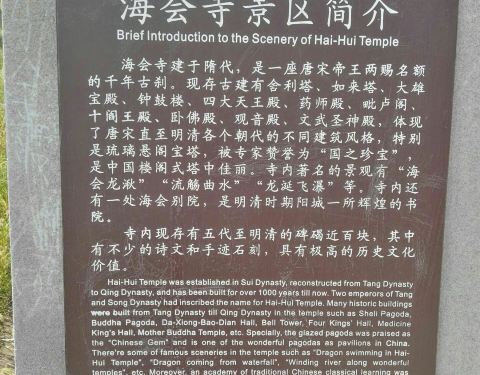 海会寺景区简介
Brief Introduction to the Scenery of Hai-Hui Temple
海会寺建于隋代，是一座唐宋帝王两赐名额
的千年古刹。现存古建有舍利塔、如来塔、大雄
宝殿、钟鼓楼、四大天王殿、药师殿、毗卢阁、
十阎王殿、卧佛殿、观音殿、文武圣神殿，体现
了唐宋直至明清各个朝代的不同建筑风格，特别
是琉璃悬阁宝塔，被专家赞誉为“国之珍宝”，
是中国楼阁式塔中佳丽。寺内著名的景观有“海
会龙湫”“流觞曲水”“龙涎飞瀑”等。寺内还
有一处海会别院，是明清时期阳城一所辉煌的书
院。
寺内现存有五代至明清的碑碣近百块，其中
有不少的诗文和手迹石刻，具有极高的历史文化
价值。
Hai-Hui Temple was established in Sui Dynasty, reconstructed from Tang Dynasty
to Qing Dynasty, and has been built for over 1000 years till now. Two emperors of Tang
and Song Dynasty had inscribed the name for Hai-Hui Temple. Many historic buildings
were built from Tang Dynasty till Qing Dynasty in the temple such as Sheli Pagoda,
Buddha Pagoda, Da-Xiong-Bao-Dian Hall, Bell Tower, Four Kings' Hall, Medicine
King's Hall, Mother Buddha Temple, etc. Specially, the glazed pagoda was praised as
the "Chinese Gem" and is one of the wonderful pagodas as pavilions in China.
There're some of famous sceneries in the temple such as "Dragon swimming in Hai-
Hui Temple", "Dragon coming from waterfall", "Winding river along wonderful
temples", etc. Moreover, an academy of traditional Chinese classical learning was